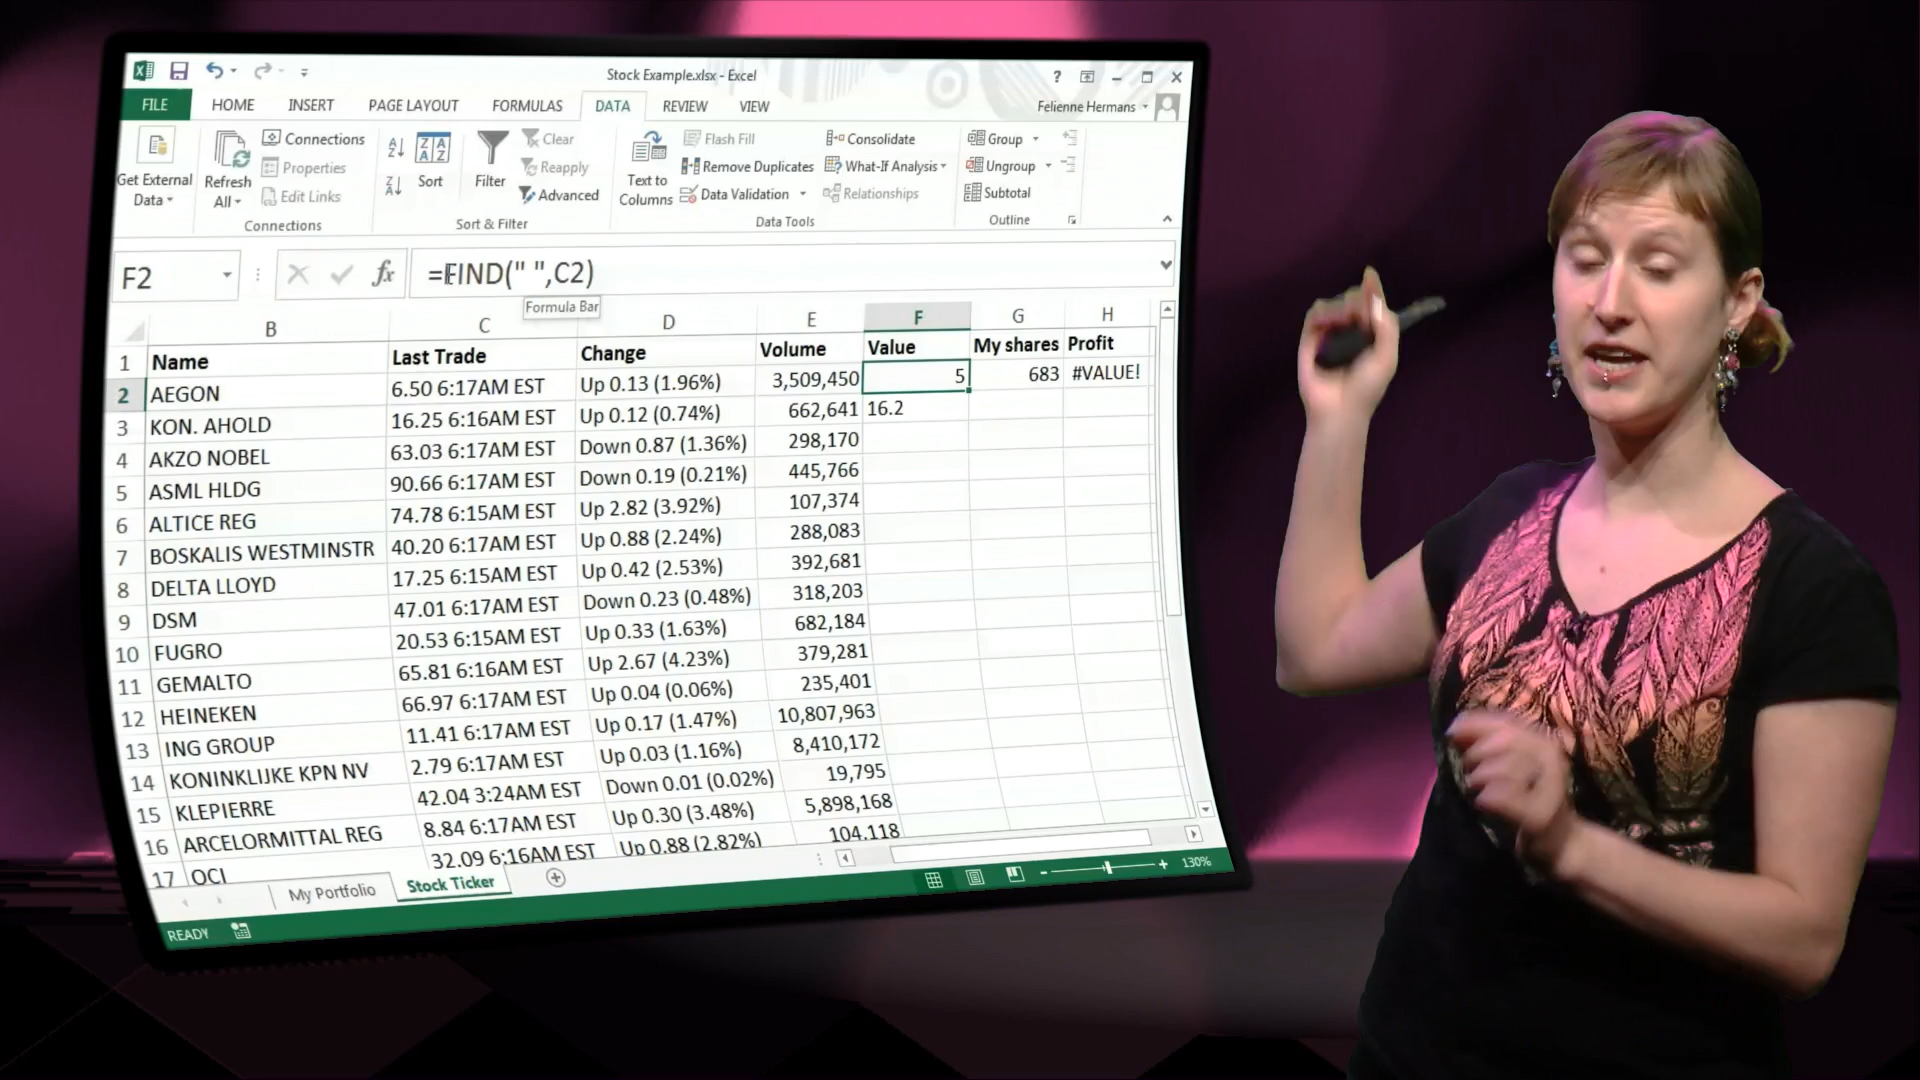 Stock Example.xlsx - Excel
?
FILE HOME INSERT PAGE LAYOUT FORMULAS DATA REVIEW VIEW
Felienne Hermans
Get External Data
Refresh All
Connections
Properties
Edit Links
Connections
Sort
Filter
Clear
Reapply
Advanced
Sort & Filter
Text to Columns
Flash Fill
Remove Duplicates
Data Validation
Consolidate
What-If Analysis
Relationships
Data Tools
Group
Ungroup
Subtotal
Outline
F2 fx =FIND(" ",C2)
Formula Bar
B C D E F G H
1 Name Last Trade Change Volume Value My shares Profit
2 AEGON 6.50 6:17AM EST Up 0.13 (1.96%) 3,509,450 5 683 #VALUE!
3 KON. AHOLD 16.25 6:16AM EST Up 0.12 (0.74%) 662,641 16.2
4 AKZO NOBEL 63.03 6:17AM EST Down 0.87 (1.36%) 298,170
5 ASML HLDG 90.66 6:17AM EST Down 0.19 (0.21%) 445,766
6 ALTICE REG 74.78 6:15AM EST Up 2.82 (3.92%) 107,374
7 BOSKALIS WESTMINSTR 40.20 6:17AM EST Up 0.88 (2.24%) 288,083
8 DELTA LLOYD 17.25 6:15AM EST Up 0.42 (2.53%) 392,681
9 DSM 47.01 6:17AM EST Down 0.23 (0.48%) 318,203
10 FUGRO 20.53 6:15AM EST Up 0.33 (1.63%) 682,184
11 GEMALTO 65.81 6:16AM EST Up 2.67 (4.23%) 379,281
12 HEINEKEN 66.97 6:17AM EST Up 0.04 (0.06%) 235,401
13 ING GROUP 11.41 6:17AM EST Up 0.17 (1.47%) 10,807,963
14 KONINKLIJKE KPN NV 2.79 6:17AM EST Up 0.03 (1.16%) 8,410,172
15 KLEPIERRE 42.04 3:24AM EST Down 0.01 (0.02%) 19,795
16 ARCELORMITTAL REG 8.84 6:17AM EST Up 0.30 (3.48%) 5,898,168
17 OCI 32.09 6:16AM EST Up 0.88 (2.82%) 104,118
My Portfolio Stock Ticker
READY 130%